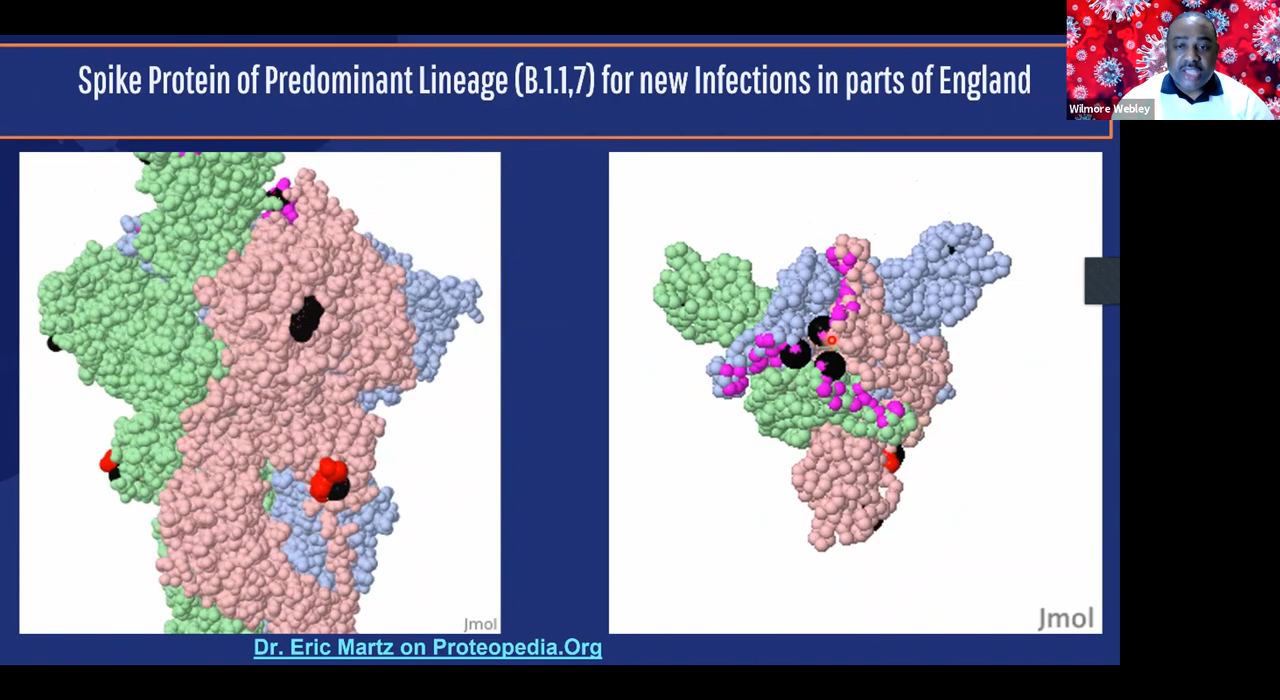 Spike Protein of Predominant Lineage (B.1.1,7) for new Infections in parts of England
Wilmore Webley
Jmol
Jmol
Dr. Eric Martz on Proteopedia.Org